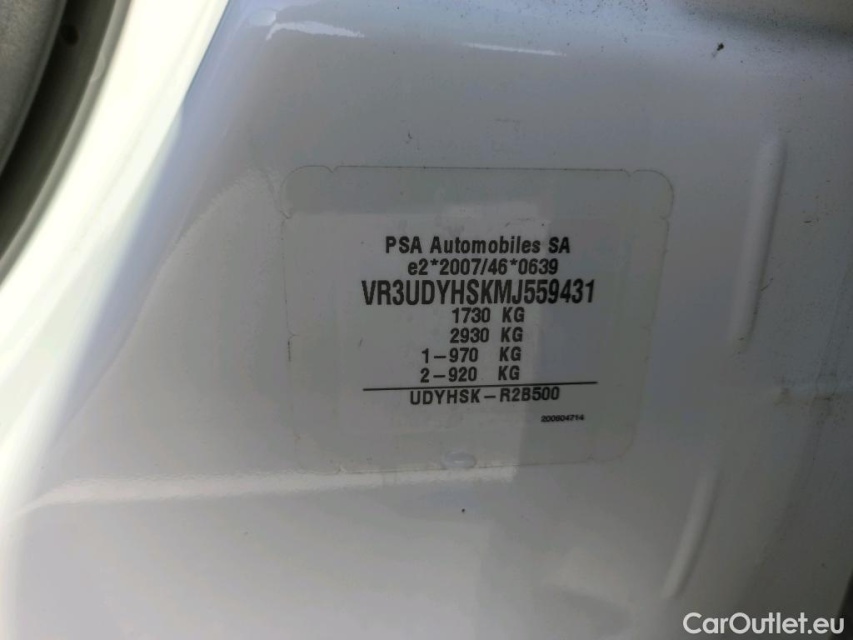 PSA Automobiles SA
e2*2007/46*0639
VR3UDYHSKMJ559431
1730 KG
2930 KG
1-970 KG
2-920 KG
UDYHSK-R2B500
200604714
CarOutlet.eu